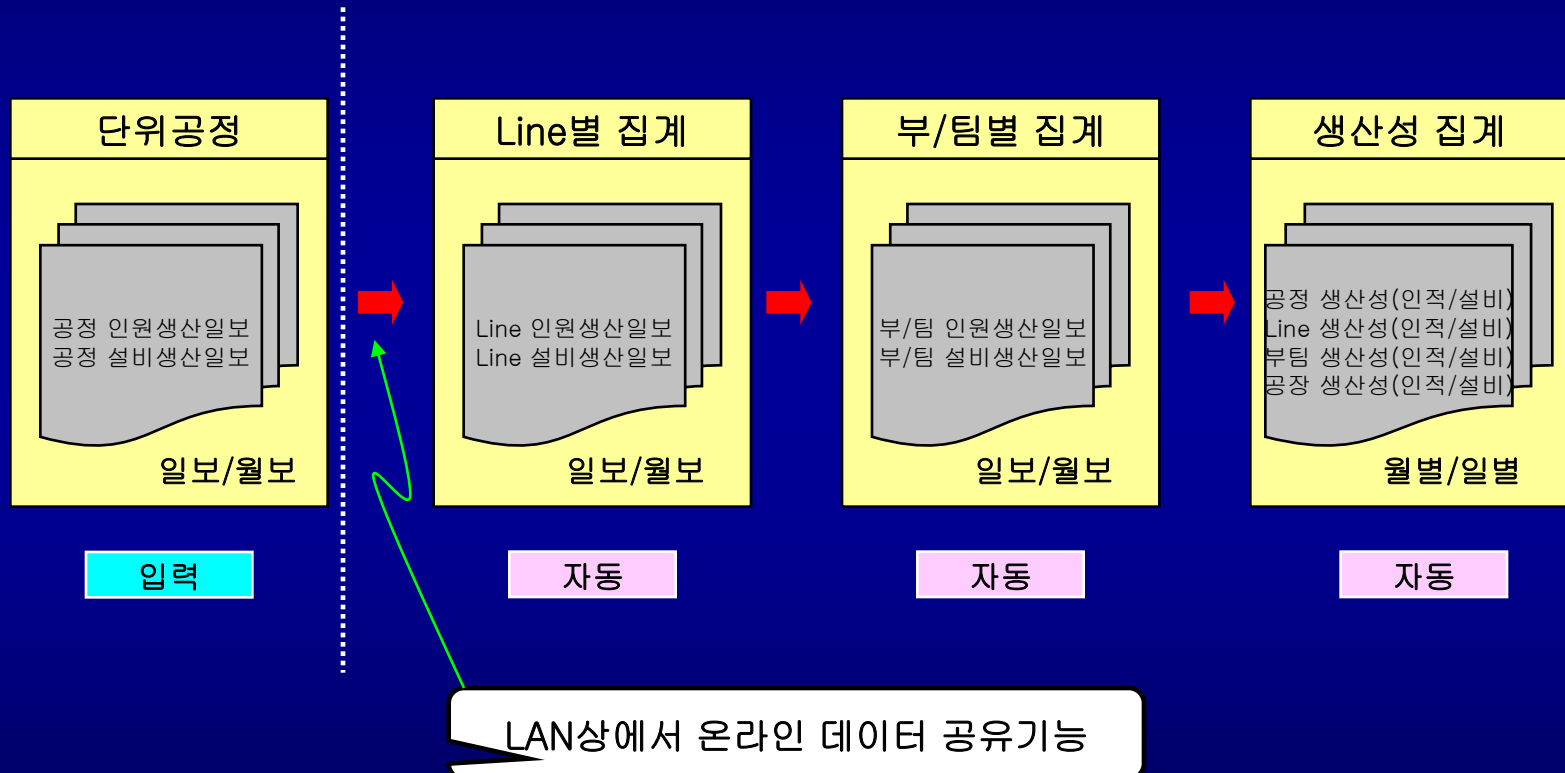 단위공정
공정 인원생산일보
공정 설비생산일보
일보/월보
입력
Line별 집계
Line 인원생산일보
Line 설비생산일보
일보/월보
자동
부/팀별 집계
부/팀 인원생산일보
부/팀 설비생산일보
일보/월보
자동
생산성 집계
공정 생산성(인적/설비)
Line 생산성(인적/설비)
부팀 생산성(인적/설비)
공장 생산성(인적/설비)
월별/일별
자동
LAN상에서 온라인 데이터 공유기능